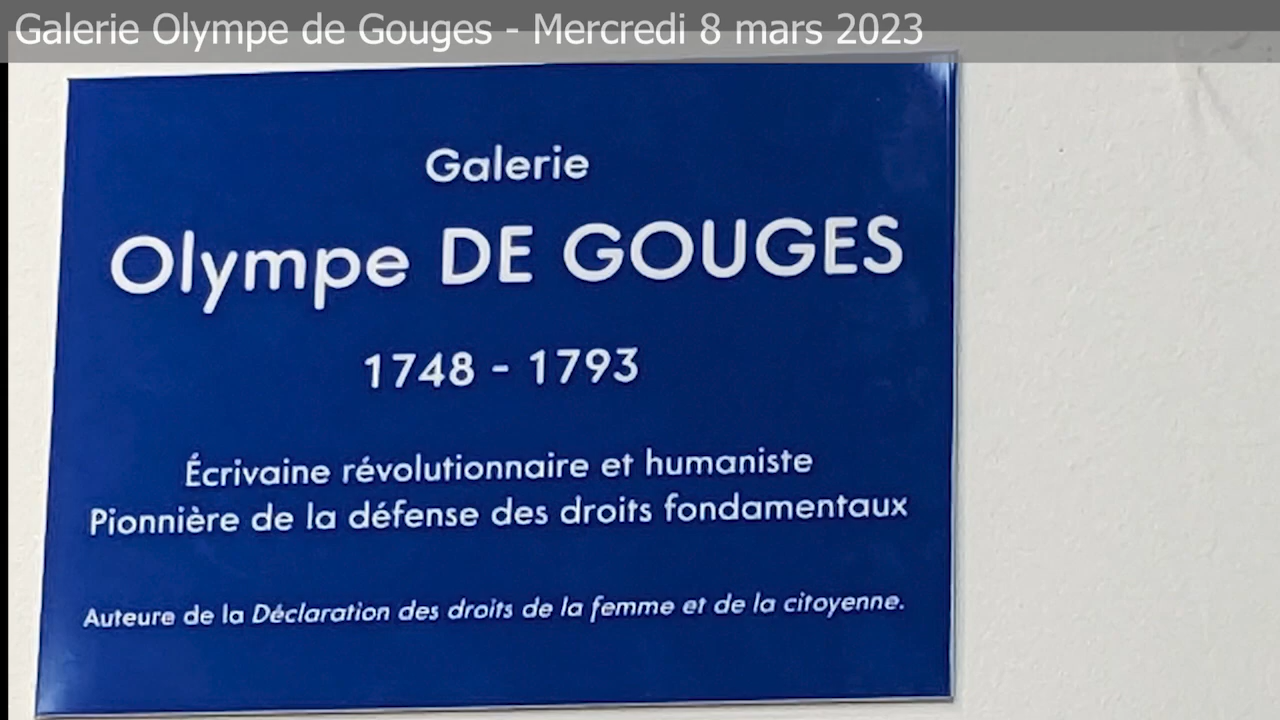 Galerie Olympe de Gouges - Mercredi 8 mars 2023
Galerie
Olympe DE GOUGES
1748 - 1793
Écrivaine révolutionnaire et humaniste
Pionnière de la défense des droits fondamentaux
Auteure de la Déclaration des droits de la femme et de la citoyenne.